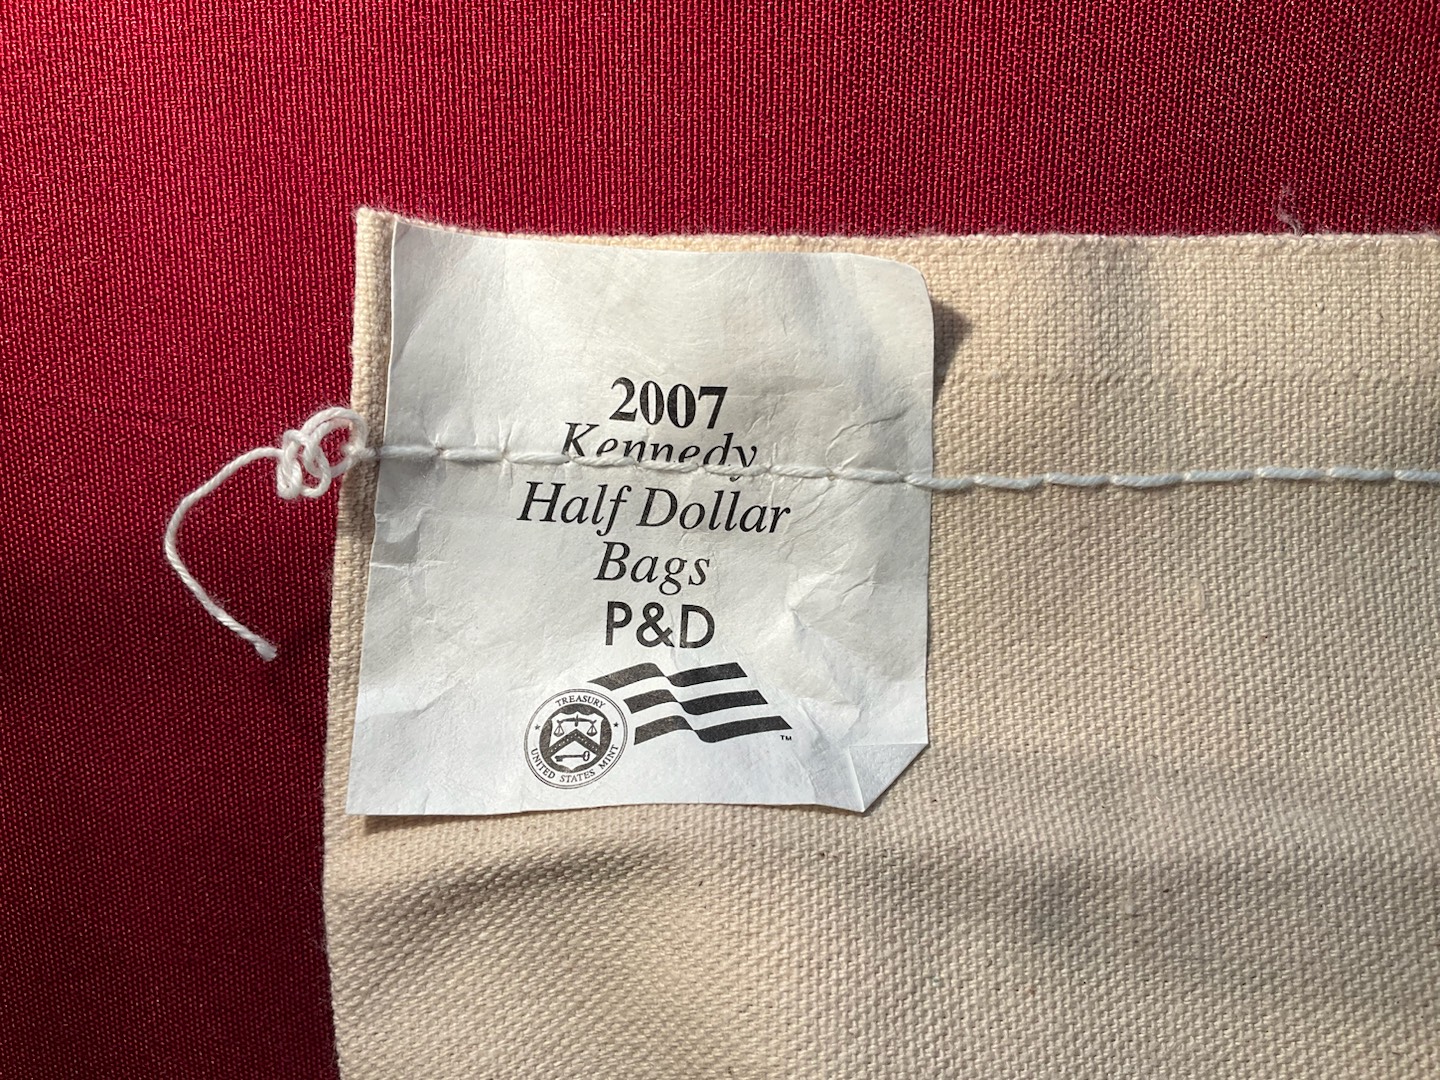 2007
Kennedy
Half Dollar
Bags
P&D
TREASURY
UNITED STATES MINT
TM